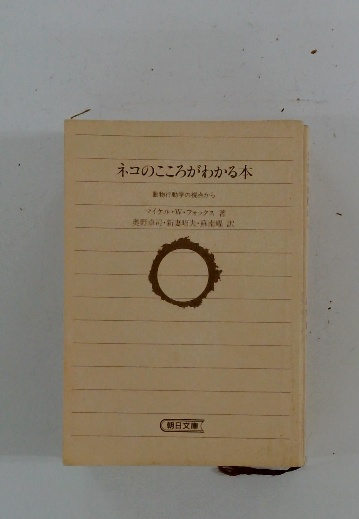 ネコのこころがわかる本
動物行動学の視点から
マイケル・W・フォックス 著
奥野卓司・新妻昭夫・蘇南耀 訳
朝日文庫